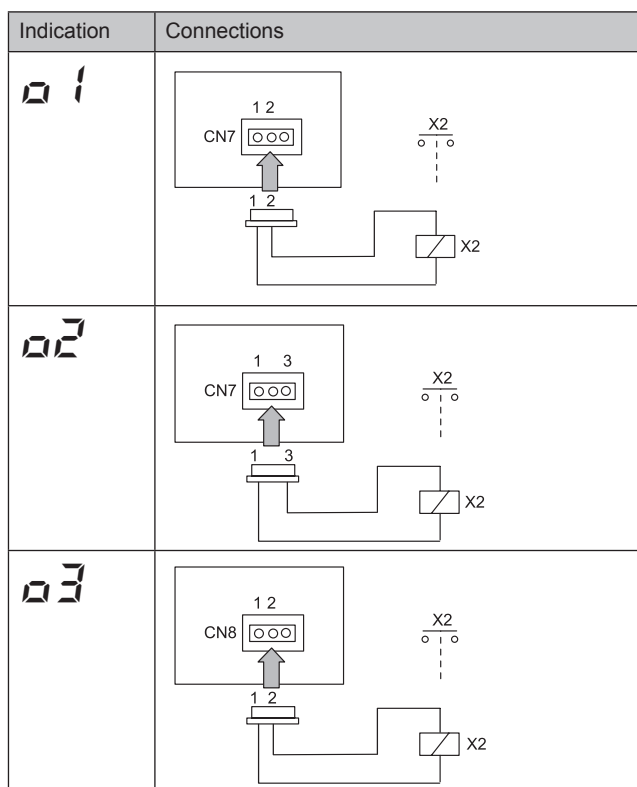 Indication Connections
o 1
1 2
CN7
X2
1 2
X2
o2
1 3
CN7
X2
1 3
X2
o3
1 2
CN8
X2
1 2
X2